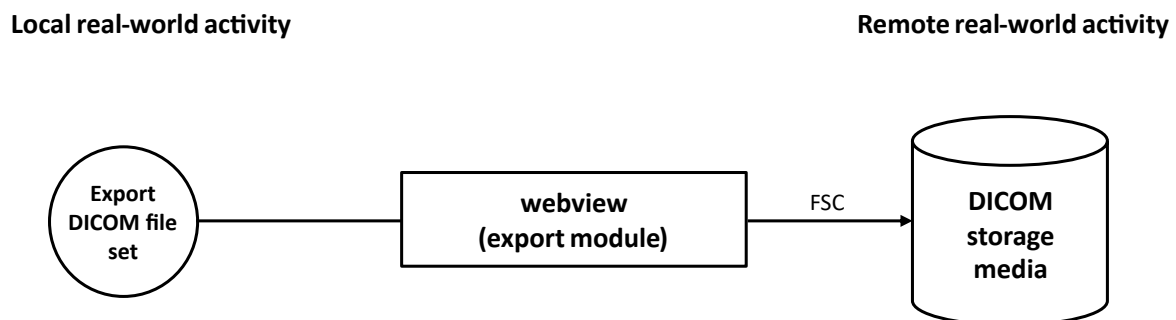 Local real-world activity
Remote real-world activity
Export
DICOM file
set
webview
(export module)
FSC
DICOM
storage
media